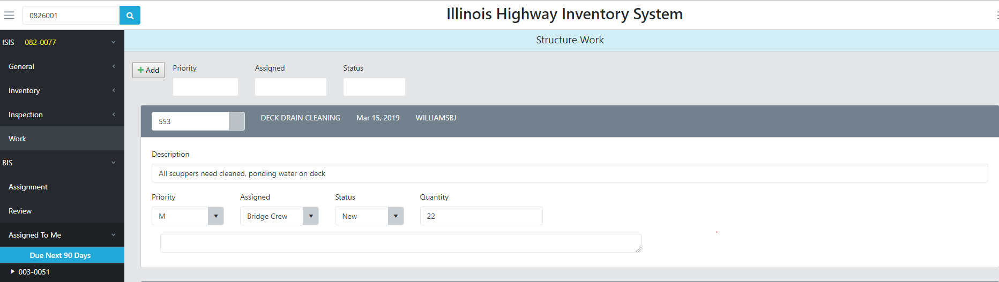 0826001
Illinois Highway Inventory System
ISIS 082-0077
General
Inventory
Inspection
Work
BIS
Assignment
Review
Assigned To Me
Due Next 90 Days
003-0051
Structure Work
Add
Priority Assigned Status
553 DECK DRAIN CLEANING Mar 15, 2019 WILLIAMSBJ
Description
All scuppers need cleaned, ponding water on deck
Priority Assigned Status Quantity
M Bridge Crew New 22